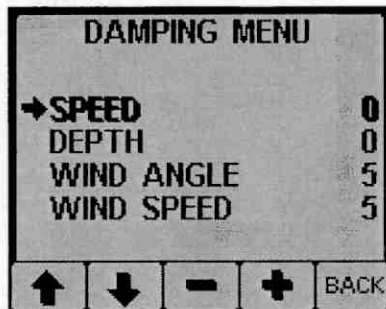 DAMPING MENU
➔SPEED 0
DEPTH 0
WIND ANGLE 5
WIND SPEED 5
BACK